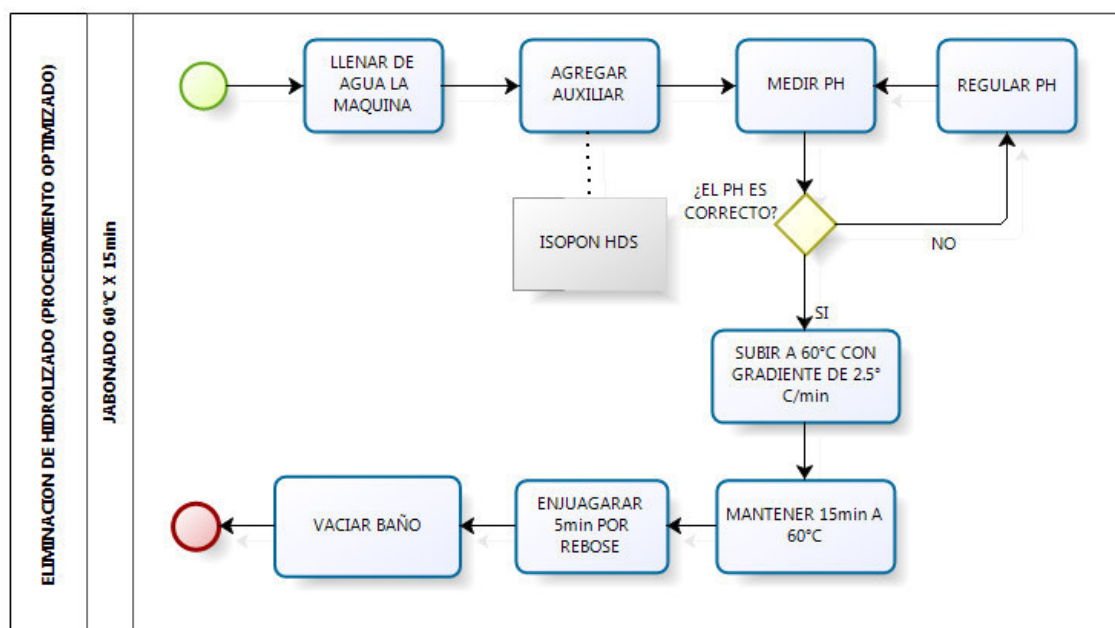 ELIMINACION DE HIDROLIZADO (PROCEDIMIENTO OPTIMIZADO)
JABONADO 60°C X 15min
LLENAR DE
AGUA LA
MAQUINA
AGREGAR
AUXILIAR
MEDIR PH
REGULAR PH
ISOPON HDS
¿EL PH ES
CORRECTO?
NO
SI
SUBIR A 60°C CON
GRADIENTE DE 2.5°
C/min
MANTENER 15min A
60°C
ENJUAGARAR
5min POR
REBOSE
VACIAR BAÑO